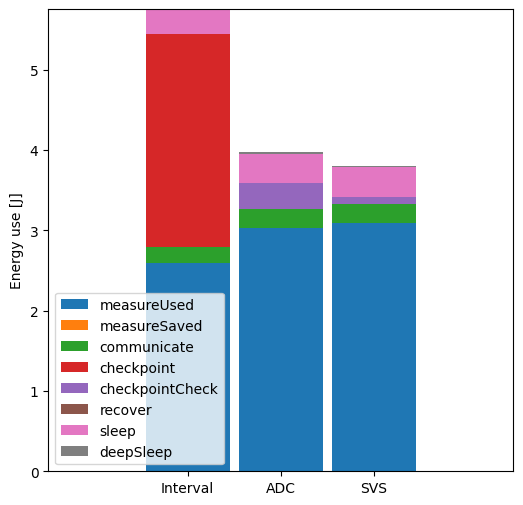 Energy use [J]
5
4
3
2
1
0
measureUsed
measureSaved
communicate
checkpoint
checkpointCheck
recover
sleep
deepSleep
Interval
ADC
SVS